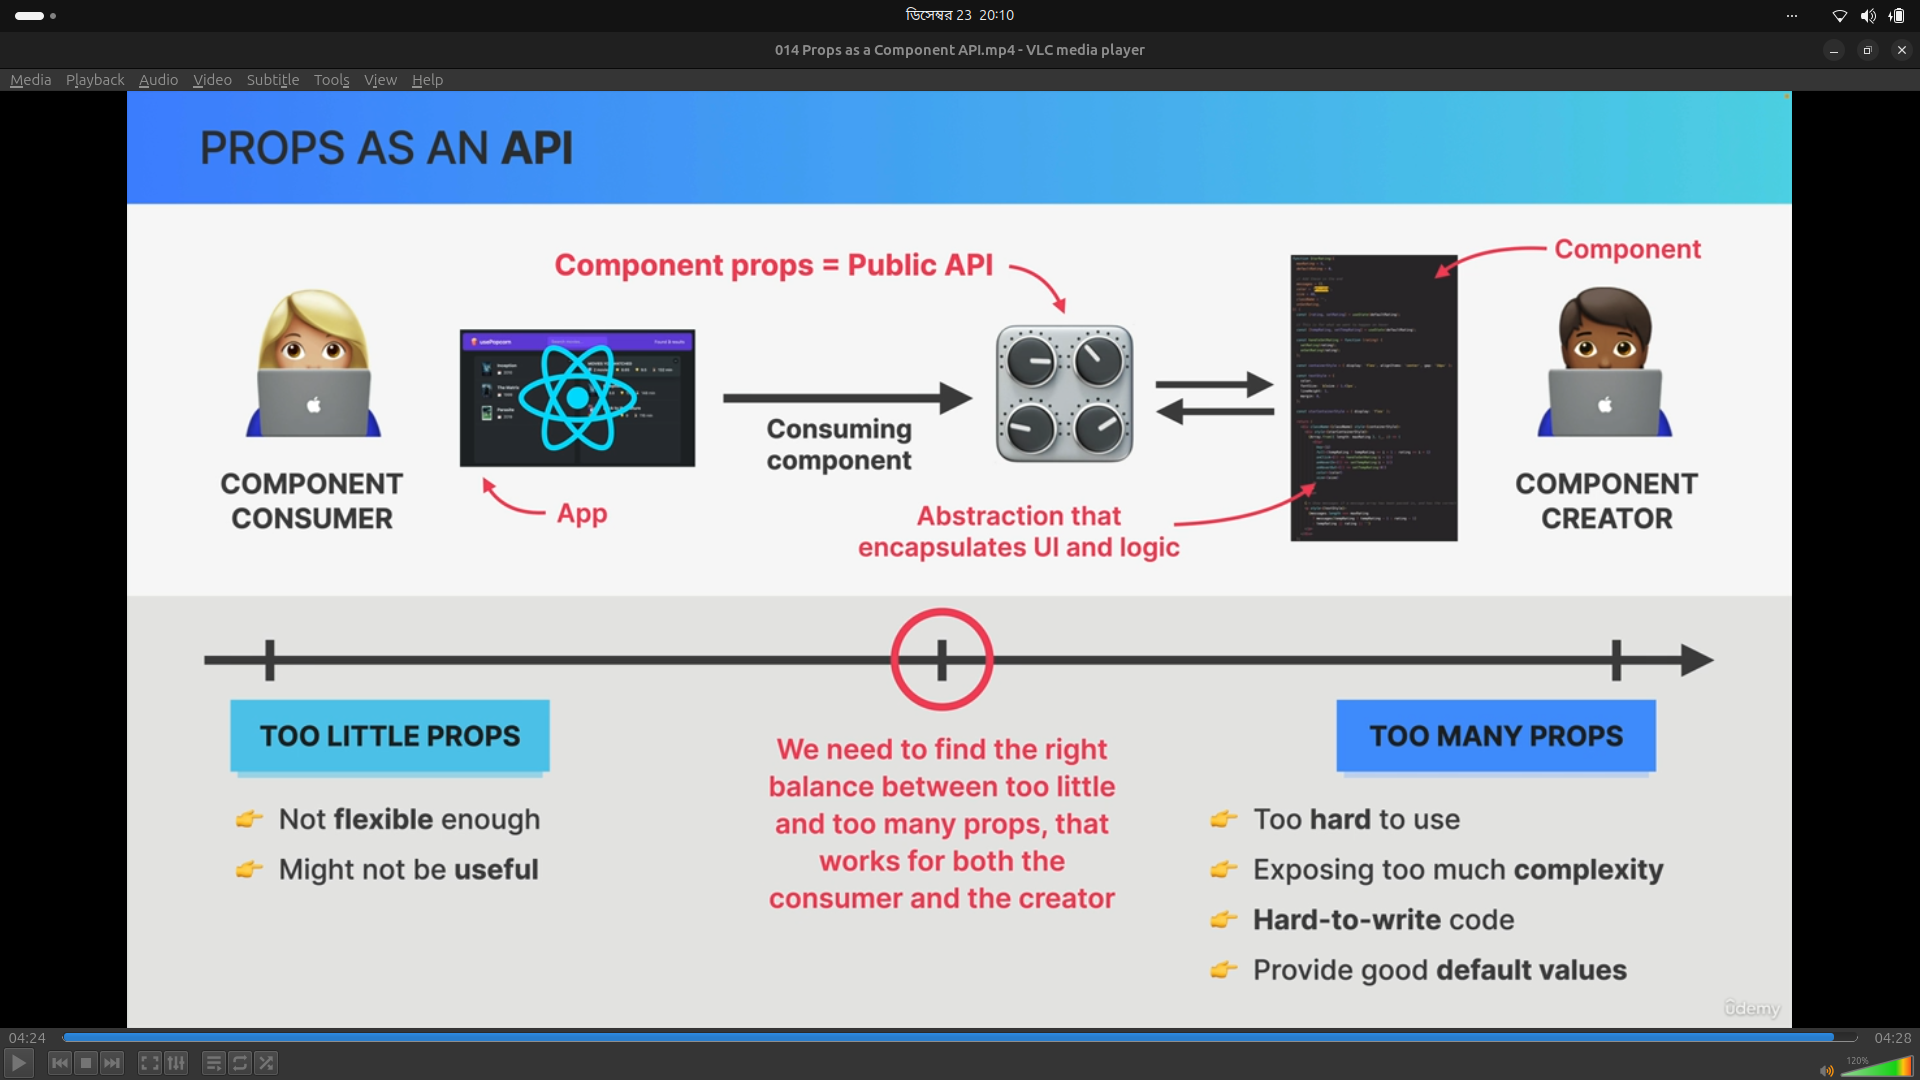 ডিসেম্বর 23 20:10
014 Props as a Component API.mp4 - VLC media player
Media Playback Audio Video Subtitle Tools View Help
PROPS AS AN API
Component props = Public API
Component
usePopcorn
Consuming
component
COMPONENT
CONSUMER
App
Abstraction that
encapsulates UI and logic
COMPONENT
CREATOR
TOO LITTLE PROPS
Not flexible enough
Might not be useful
We need to find the right
balance between too little
and too many props, that
works for both the
consumer and the creator
TOO MANY PROPS
Too hard to use
Exposing too much complexity
Hard-to-write code
Provide good default values
ûdemy
04:24
04:28
120%